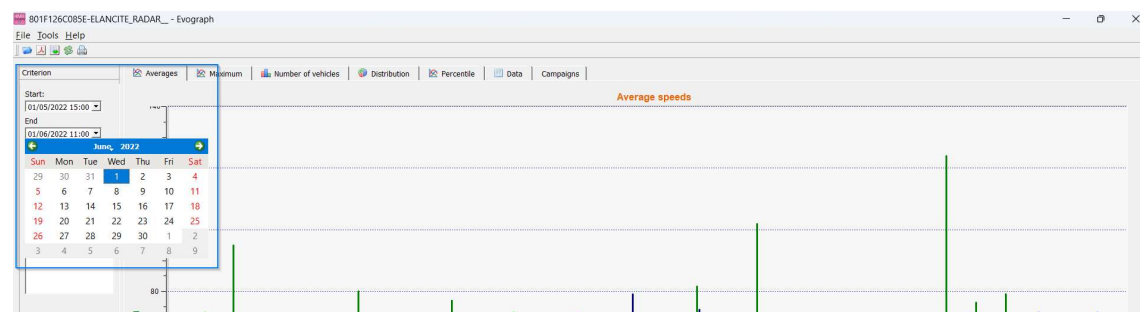 801F126C085E-ELANCITE_RADAR__ - Evograph
File Tools Help
Criterion
Averages Maximum Number of vehicles Distribution Percentile Data Campaigns
Start:
01/05/2022 15:00
End
01/06/2022 11:00
Average speeds
June, 2022
Sun Mon Tue Wed Thu Fri Sat
29 30 31 1 2 3 4
5 6 7 8 9 10 11
12 13 14 15 16 17 18
19 20 21 22 23 24 25
26 27 28 29 30 1 2
3 4 5 6 7 8 9
80